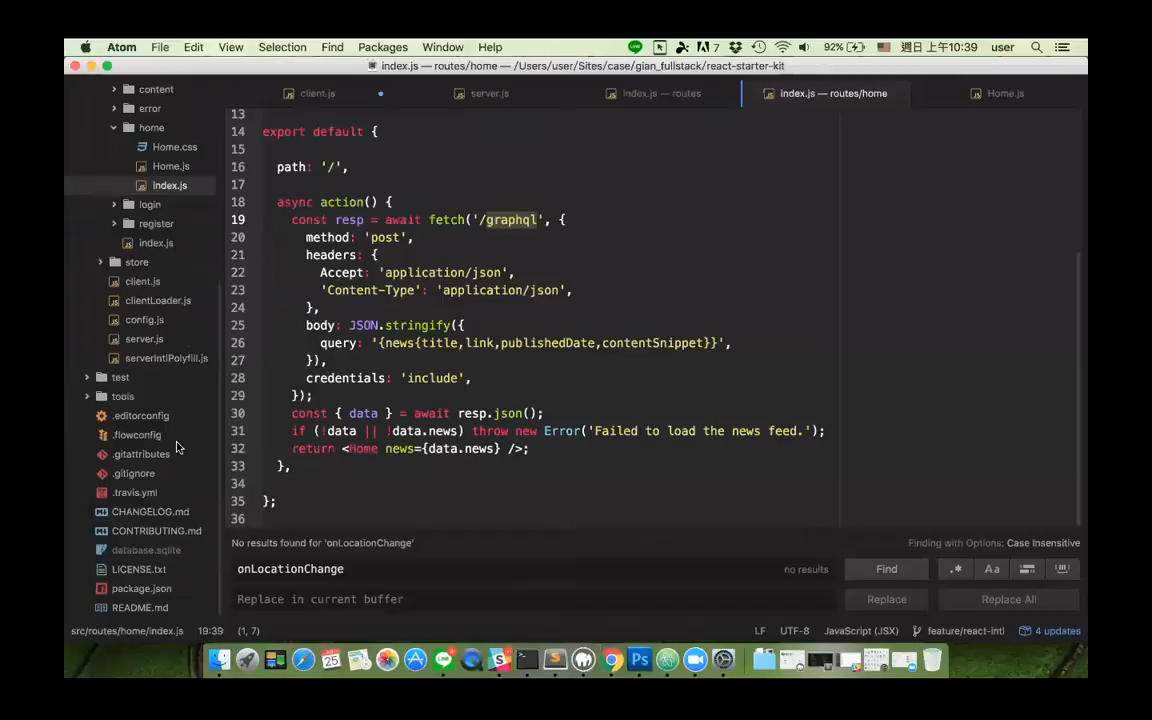 Atom File Edit View Selection Find Packages Window Help 7 92% 週日 上午10:39 user
index.js — routes/home — /Users/user/Sites/case/gian_fullstack/react-starter-kit
client.js server.js index.js — routes index.js — routes/home Home.js
content
error
home
Home.css
Home.js
index.js
login
register
index.js
store
client.js
clientLoader.js
config.js
server.js
serverIntlPolyfill.js
test
tools
.editorconfig
.flowconfig
.gitattributes
.gitignore
.travis.yml
CHANGELOG.md
CONTRIBUTING.md
database.sqlite
LICENSE.txt
package.json
README.md
13
14 export default {
15
16 path: '/',
17
18 async action() {
19 const resp = await fetch('/graphql', {
20 method: 'post',
21 headers: {
22 Accept: 'application/json',
23 'Content-Type': 'application/json',
24 },
25 body: JSON.stringify({
26 query: '{news{title,link,publishedDate,contentSnippet}}',
27 }),
28 credentials: 'include',
29 });
30 const { data } = await resp.json();
31 if (!data || !data.news) throw new Error('Failed to load the news feed.');
32 return <Home news={data.news} />;
33 },
34
35 };
36
No results found for 'onLocationChange' Finding with Options: Case Insensitive
onLocationChange no results Find .* Aa
Replace in current buffer Replace Replace All
src/routes/home/index.js 19:39 (1, 7) LF UTF-8 JavaScript (JSX) feature/react-intl 4 updates